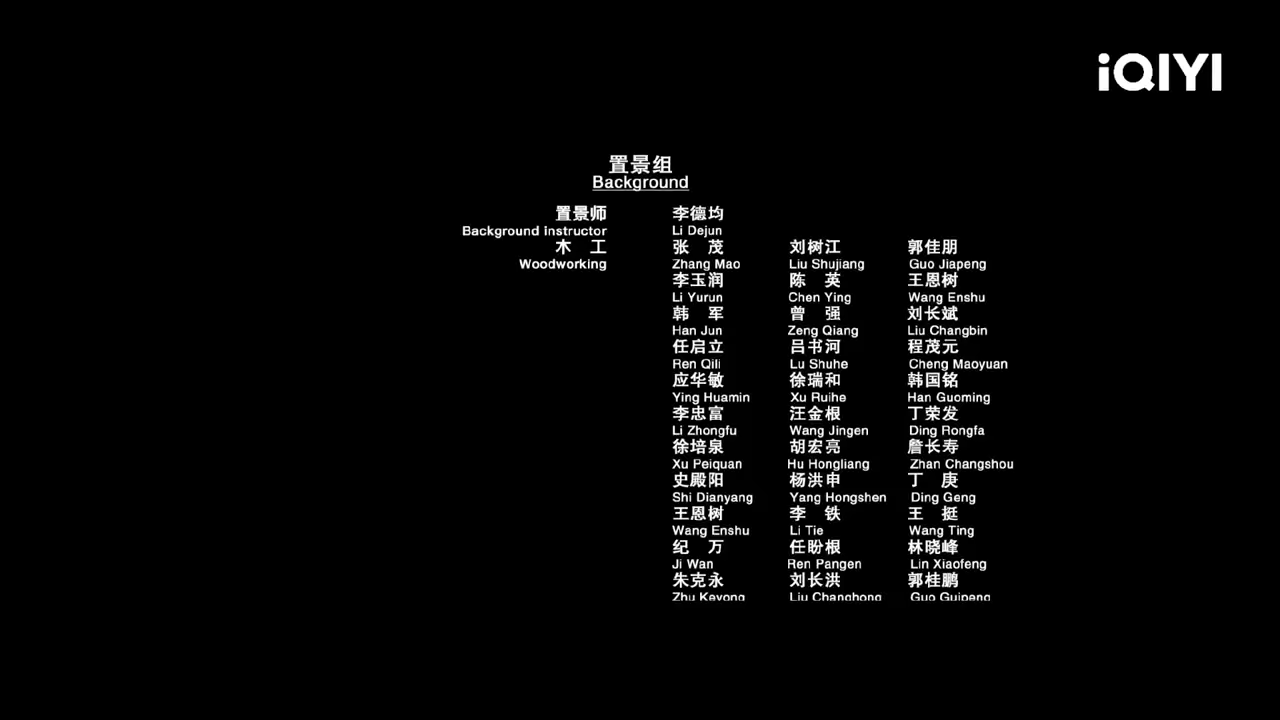 iQIYI
置景组
Background
置景师 李德均
Background instructor Li Dejun
木 工 张 茂 刘树江 郭佳朋
Woodworking Zhang Mao Liu Shujiang Guo Jiapeng
李玉润 陈 英 王恩树
Li Yurun Chen Ying Wang Enshu
韩 军 曾 强 刘长斌
Han Jun Zeng Qiang Liu Changbin
任启立 吕书河 程茂元
Ren Qili Lu Shuhe Cheng Maoyuan
应华敏 徐瑞和 韩国铭
Ying Huamin Xu Ruihe Han Guoming
李忠富 汪金根 丁荣发
Li Zhongfu Wang Jingen Ding Rongfa
徐培泉 胡宏亮 詹长寿
Xu Peiquan Hu Hongliang Zhan Changshou
史殿阳 杨洪申 丁 庚
Shi Dianyang Yang Hongshen Ding Geng
王恩树 李 铁 王 挺
Wang Enshu Li Tie Wang Ting
纪 万 任盼根 林晓峰
Ji Wan Ren Pangen Lin Xiaofeng
朱克永 刘长洪 郭桂鹏
Zhu Keyong Liu Changhong Guo Guipeng